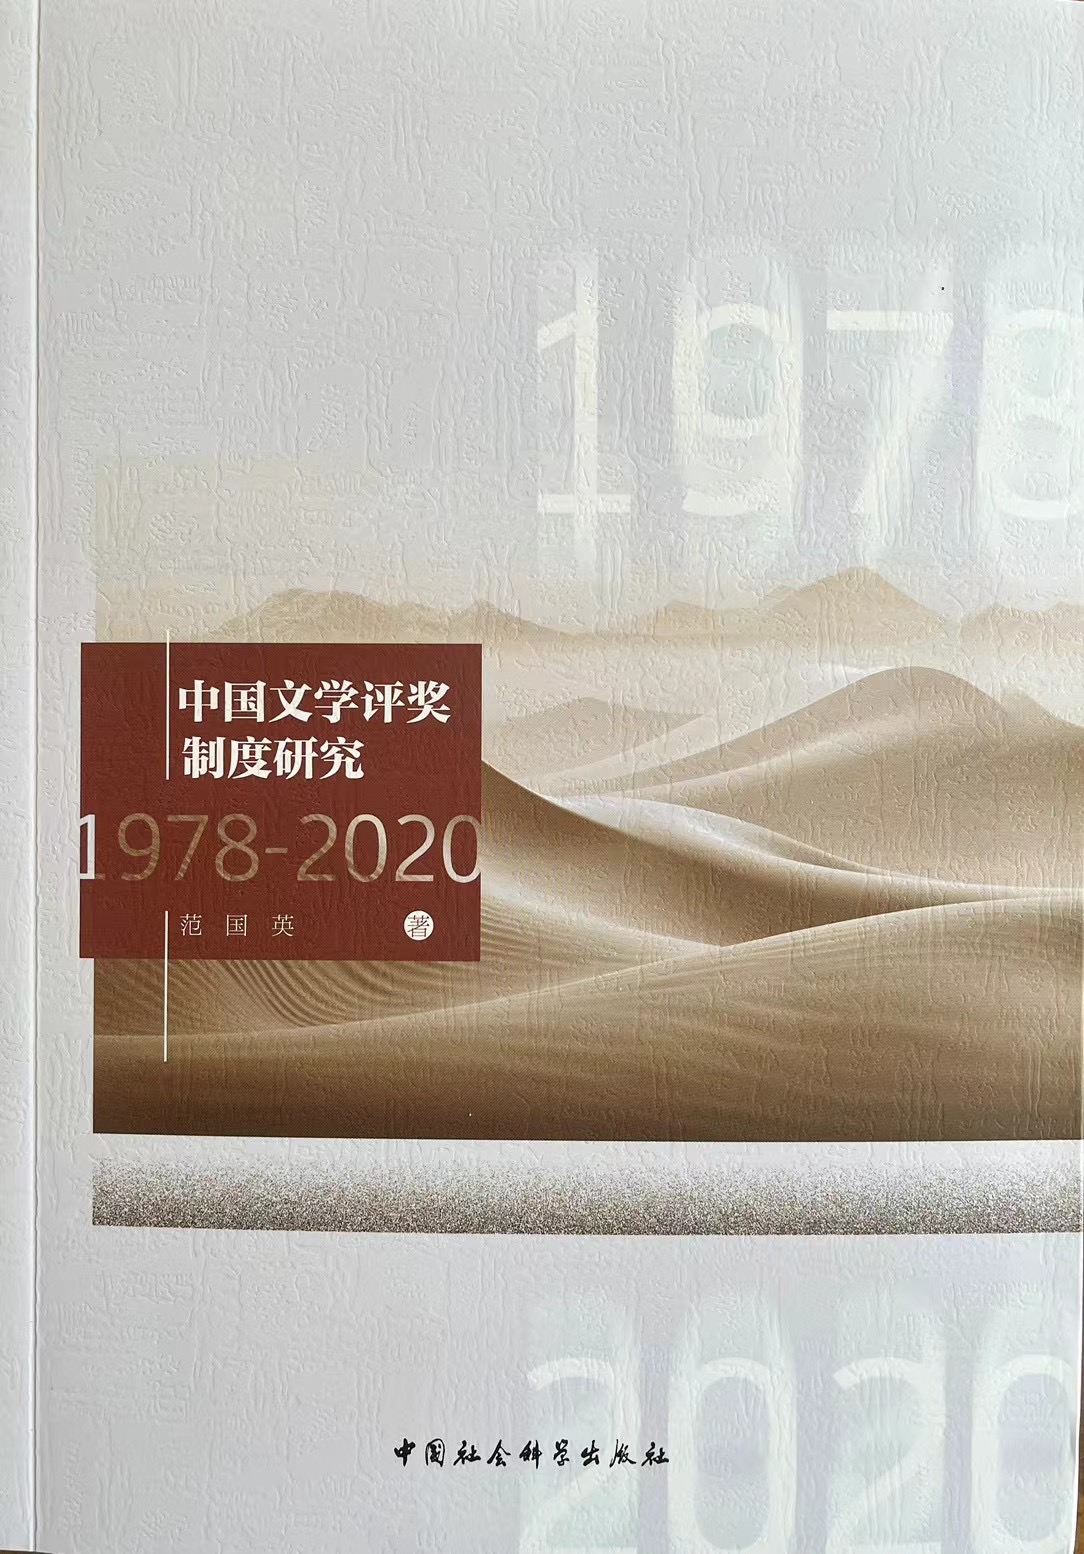 1978
中国文学评奖
制度研究
1978-2020
范国英 著
2020
中国社会科学出版社